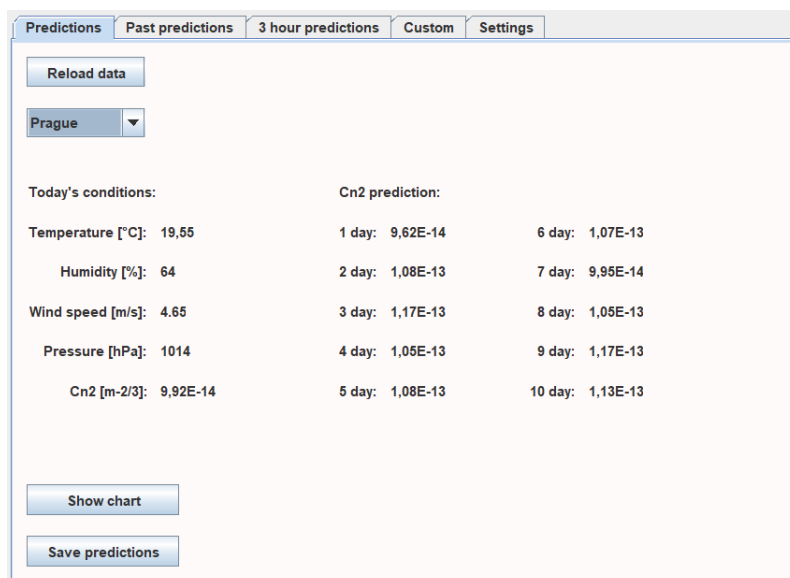 Predictions Past predictions 3 hour predictions Custom Settings
Reload data
Prague
Today's conditions: Cn2 prediction:
Temperature [°C]: 19,55 1 day: 9,62E-14 6 day: 1,07E-13
Humidity [%]: 64 2 day: 1,08E-13 7 day: 9,95E-14
Wind speed [m/s]: 4.65 3 day: 1,17E-13 8 day: 1,05E-13
Pressure [hPa]: 1014 4 day: 1,05E-13 9 day: 1,17E-13
Cn2 [m-2/3]: 9,92E-14 5 day: 1,08E-13 10 day: 1,13E-13
Show chart
Save predictions